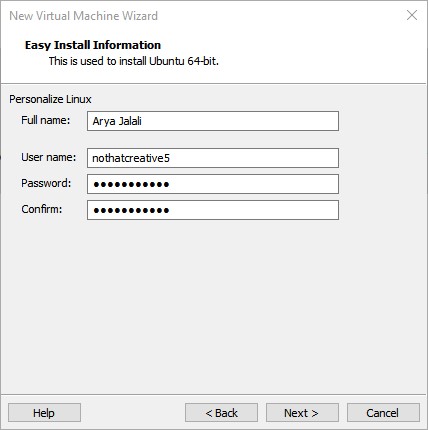 New Virtual Machine Wizard
Easy Install Information
This is used to install Ubuntu 64-bit.
Personalize Linux
Full name: Arya Jalali
User name: nothatcreative5
Password: ●●●●●●●●●●●
Confirm: ●●●●●●●●●●●
Help < Back Next > Cancel